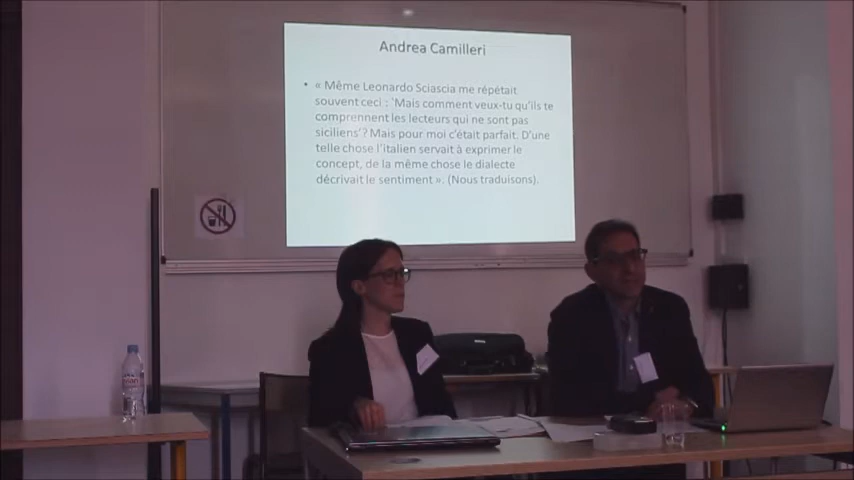 Andrea Camilleri
• « Même Leonardo Sciascia me répétait
souvent ceci : 'Mais comment veux-tu qu'ils te
comprennent les lecteurs qui ne sont pas
siciliens'? Mais pour moi c'était parfait. D'une
telle chose l'italien servait à exprimer le
concept, de la même chose le dialecte
décrivait le sentiment ». (Nous traduisons).